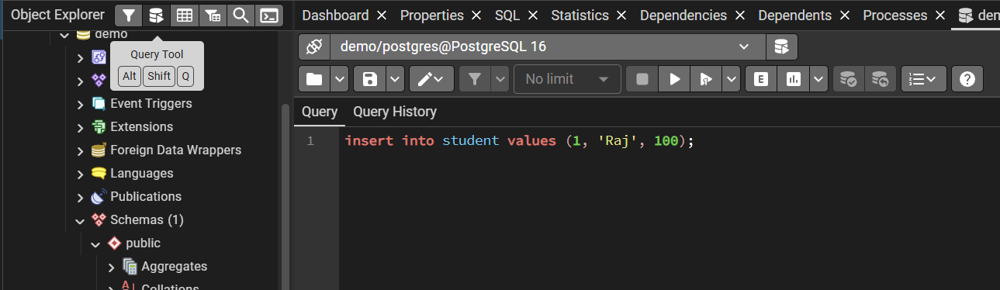 Object Explorer
Dashboard Properties SQL Statistics Dependencies Dependents Processes
demo
Query Tool
Alt Shift Q
demo/postgres@PostgreSQL 16
No limit
E
Query Query History
1 insert into student values (1, 'Raj', 100);
Event Triggers
Extensions
Foreign Data Wrappers
Languages
Publications
Schemas (1)
public
Aggregates
Collations